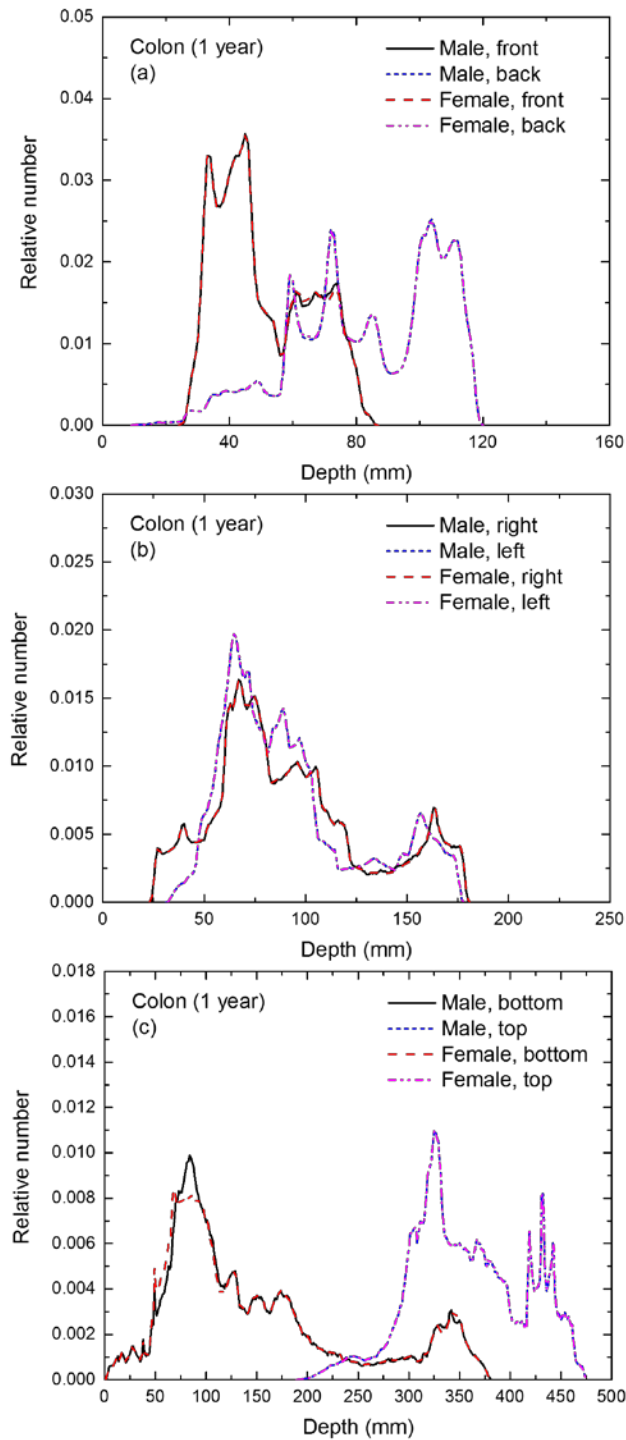 Colon (1 year)
(a)
Male, front
Male, back
Female, front
Female, back
0.05
0.04
0.03
0.02
0.01
0.00
Relative number
40 80 120 160
Depth (mm)
Colon (1 year)
(b)
Male, right
Male, left
Female, right
Female, left
0.030
0.025
0.020
0.015
0.010
0.005
0.000
Relative number
0 50 100 150 200 250
Depth (mm)
Colon (1 year)
(c)
Male, bottom
Male, top
Female, bottom
Female, top
0.018
0.016
0.014
0.012
0.010
0.008
0.006
0.004
0.002
0.000
Relative number
0 50 100 150 200 250 300 350 400 450 500
Depth (mm)